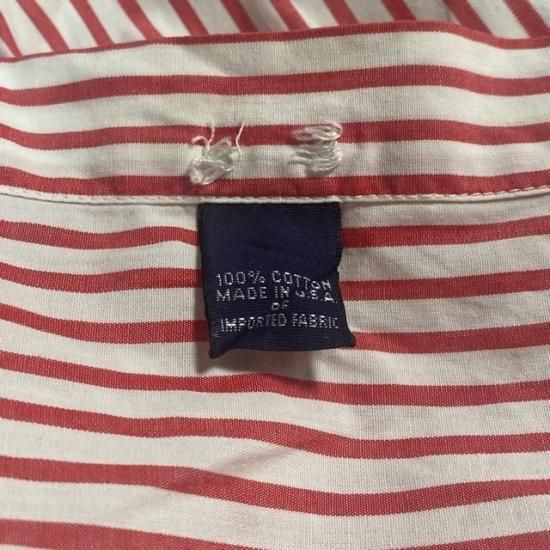 100% COTTON
MADE IN U.S.A.
OF
IMPORTED FABRIC